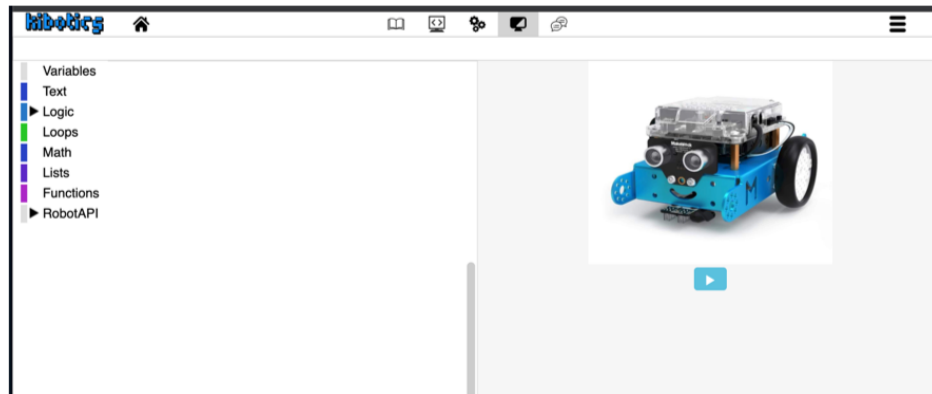 kibotics
Variables
Text
Logic
Loops
Math
Lists
Functions
RobotAPI